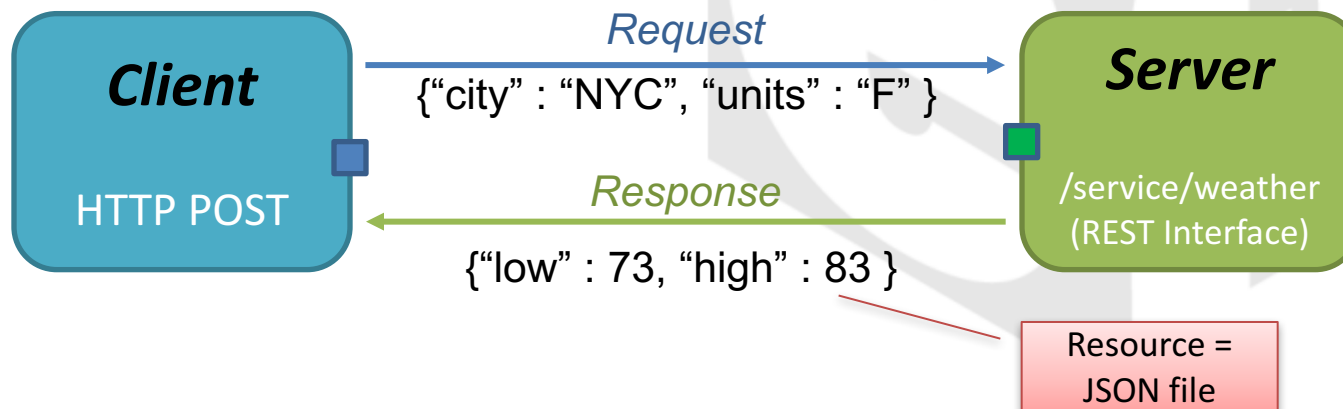 Client
HTTP POST
Request
{“city” : “NYC”, “units” : “F” }
Response
{“low” : 73, “high” : 83 }
Server
/service/weather
(REST Interface)
Resource =
JSON file